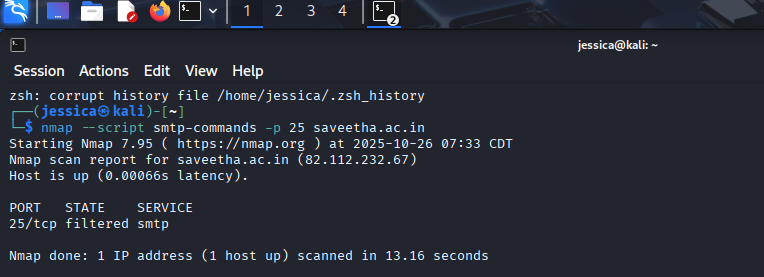 1 2 3 4 2
jessica@kali: ~
Session Actions Edit View Help
zsh: corrupt history file /home/jessica/.zsh_history
┌──(jessica㉿kali)-[~]
└─$ nmap --script smtp-commands -p 25 saveetha.ac.in
Starting Nmap 7.95 ( https://nmap.org ) at 2025-10-26 07:33 CDT
Nmap scan report for saveetha.ac.in (82.112.232.67)
Host is up (0.00066s latency).
PORT STATE SERVICE
25/tcp filtered smtp
Nmap done: 1 IP address (1 host up) scanned in 13.16 seconds